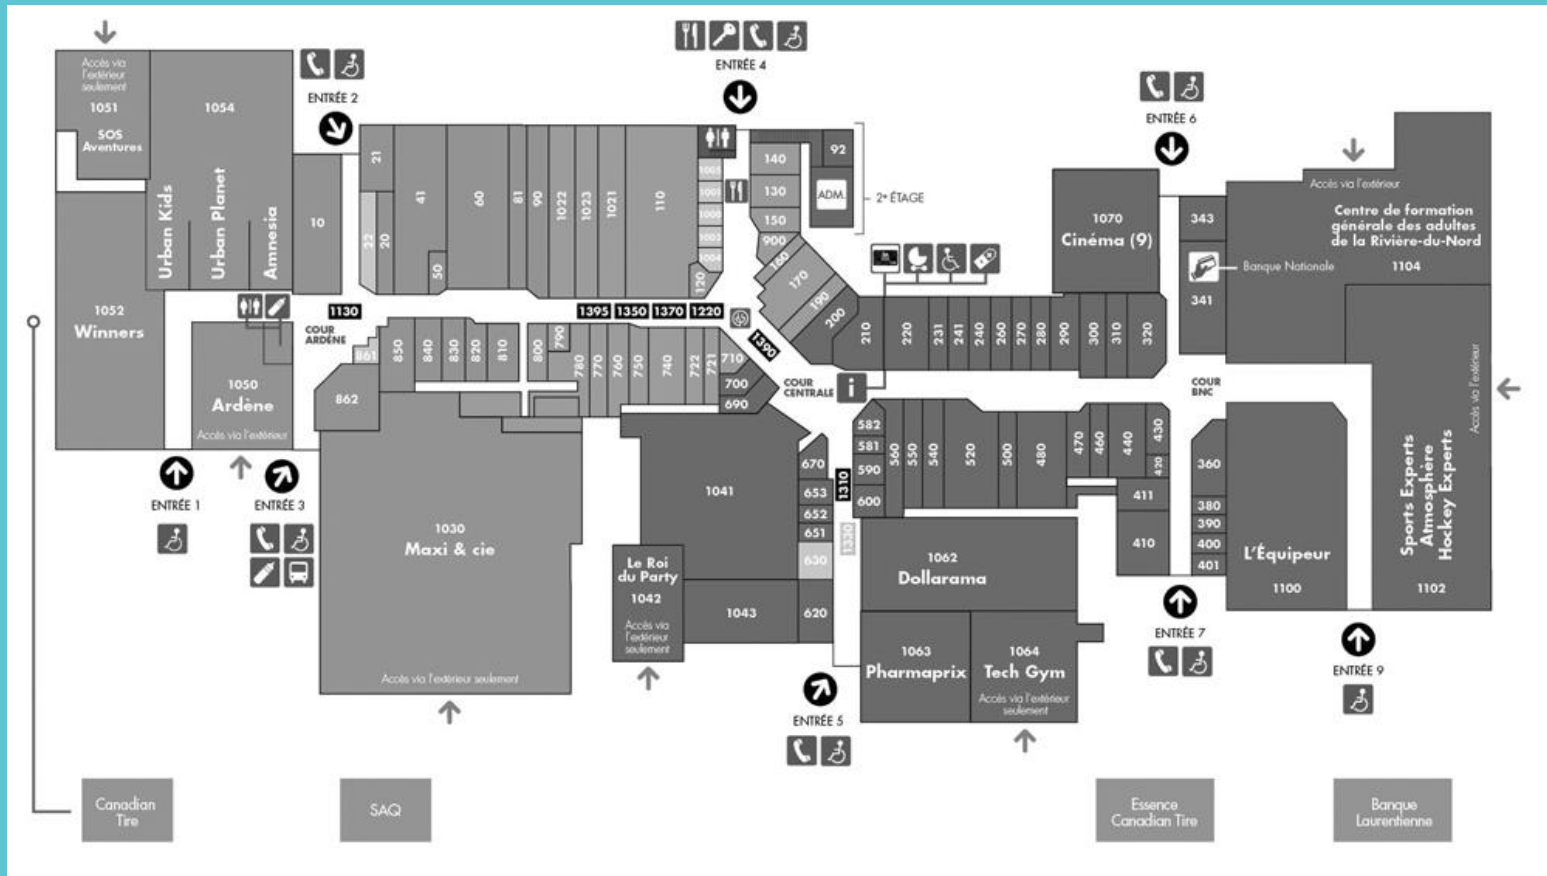 Accès via
l'extérieur
seulement
1051
SOS
Aventures
1054
Urban Kids
Urban Planet
Amnesia
1052
Winners
10
ENTRÉE 2
21
22
20
41
50
60
81
90
1022
1023
1021
110
1005
1001
1000
1003
1004
120
ENTRÉE 4
140
130
150
900
160
170
190
200
92
ADM.
2e ÉTAGE
210
220
231
241
240
260
270
280
290
300
310
320
1070
Cinéma (9)
ENTRÉE 6
343
341
Banque Nationale
Accès via l'extérieur
Centre de formation
générale des adultes
de la Rivière-du-Nord
1104
1130
1395
1350
1370
1220
1390
COUR
ARDÈNE
COUR
CENTRALE
i
COUR
BNC
1050
Ardène
Accès via l'extérieur
861
862
850
840
830
820
810
800
790
780
770
760
750
740
722
721
710
700
690
ENTRÉE 1
ENTRÉE 3
1030
Maxi & cie
Accès via l'extérieur seulement
1041
Le Roi
du Party
1042
Accès via
l'extérieur
seulement
1043
670
653
652
651
630
620
1310
1330
582
581
590
600
560
550
540
520
500
480
470
460
440
430
420
411
410
1062
Dollarama
1063
Pharmaprix
1064
Tech Gym
Accès via l'extérieur
seulement
ENTRÉE 5
360
380
390
400
401
ENTRÉE 7
L'Équipeur
1100
Sports Experts
Atmosphère
Hockey Experts
1102
Accès via l'extérieur
ENTRÉE 9
Canadian
Tire
SAQ
Essence
Canadian Tire
Banque
Laurentienne